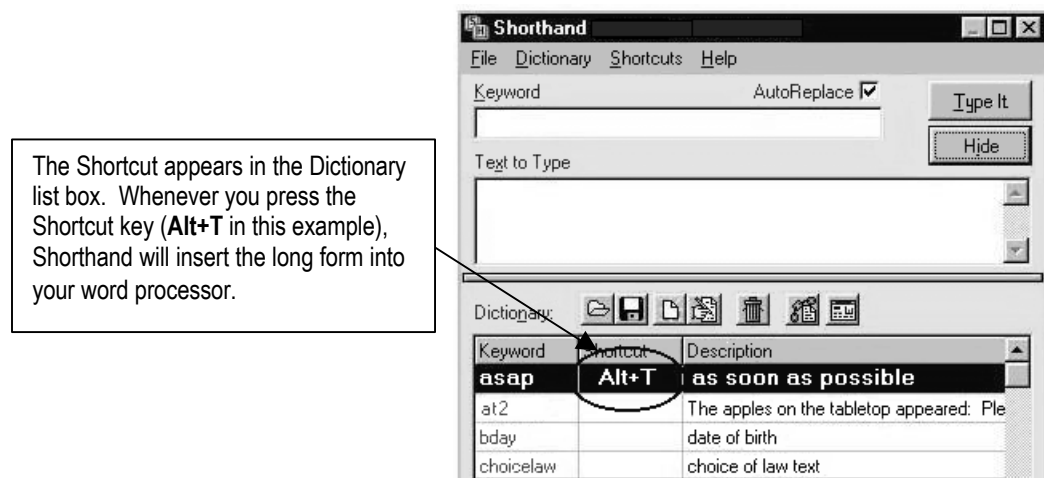 Shorthand
File Dictionary Shortcuts Help
Keyword AutoReplace Type It
Hide
Text to Type
The Shortcut appears in the Dictionary
list box. Whenever you press the
Shortcut key (Alt+T in this example),
Shorthand will insert the long form into
your word processor.
Dictionary:
Keyword Shortcut Description
asap Alt+T as soon as possible
at2 The apples on the tabletop appeared: Ple
bday date of birth
choicelaw choice of law text